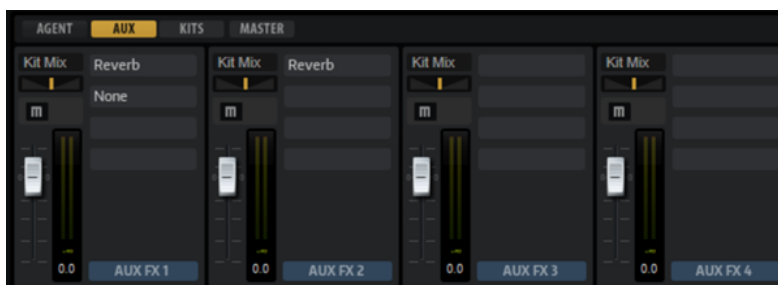 AGENT AUX KITS MASTER
Kit Mix Reverb Kit Mix Reverb Kit Mix Kit Mix
None
m m m m
0.0 AUX FX 1 0.0 AUX FX 2 0.0 AUX FX 3 0.0 AUX FX 4